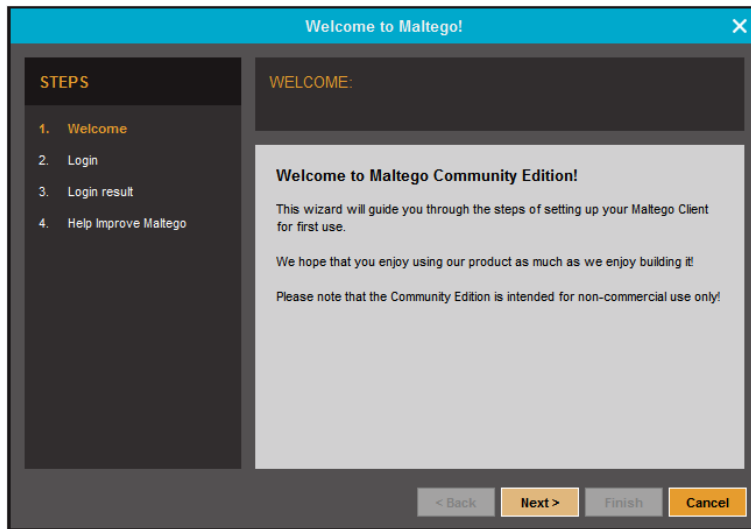 Welcome to Maltego!
STEPS
1. Welcome
2. Login
3. Login result
4. Help Improve Maltego
WELCOME:
Welcome to Maltego Community Edition!
This wizard will guide you through the steps of setting up your Maltego Client
for first use.
We hope that you enjoy using our product as much as we enjoy building it!
Please note that the Community Edition is intended for non-commercial use only!
< Back
Next >
Finish
Cancel